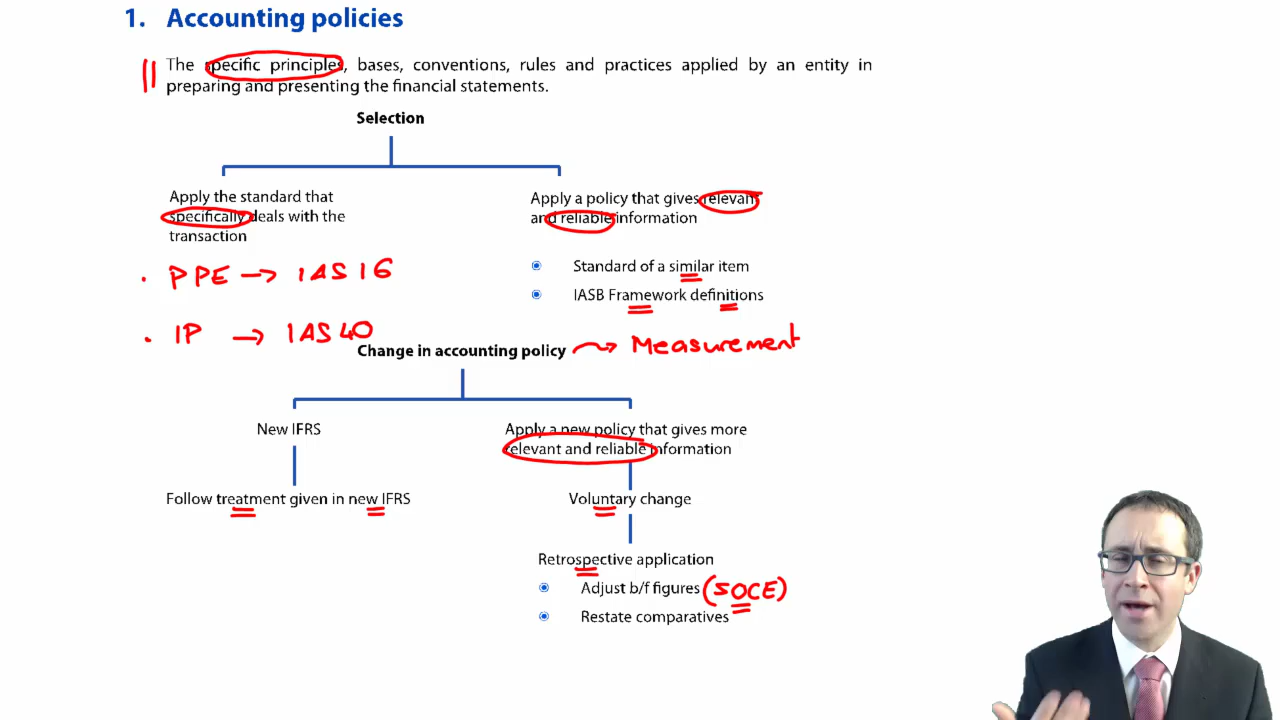 1. Accounting policies
The specific principles, bases, conventions, rules and practices applied by an entity in
preparing and presenting the financial statements.
Selection
Apply the standard that
specifically deals with the
transaction
Apply a policy that gives relevant
and reliable information
• PPE → IAS 16
• Standard of a similar item
• IASB Framework definitions
• IP → IAS 40
Change in accounting policy → Measurement
New IFRS
Apply a new policy that gives more
relevant and reliable information
Follow treatment given in new IFRS
Voluntary change
Retrospective application
• Adjust b/f figures (SOCE)
• Restate comparatives